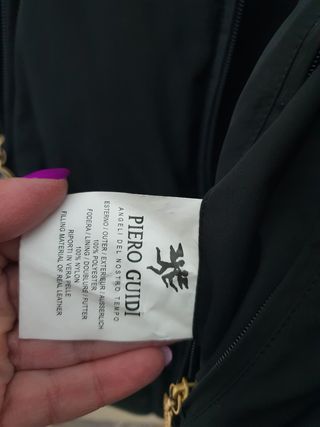 PIERO GUIDI
ANGELI DEL NOSTRO TEMPO
ESTERNO / OUTER / EXTERIEUR / AUSSERLICH
100% POLYESTER
FODERA / LINING / DOUBLURE / FUTTER
100% NYLON
RIPORTI IN VERA PELLE
FILLING MATERIAL OF REAL LEATHER